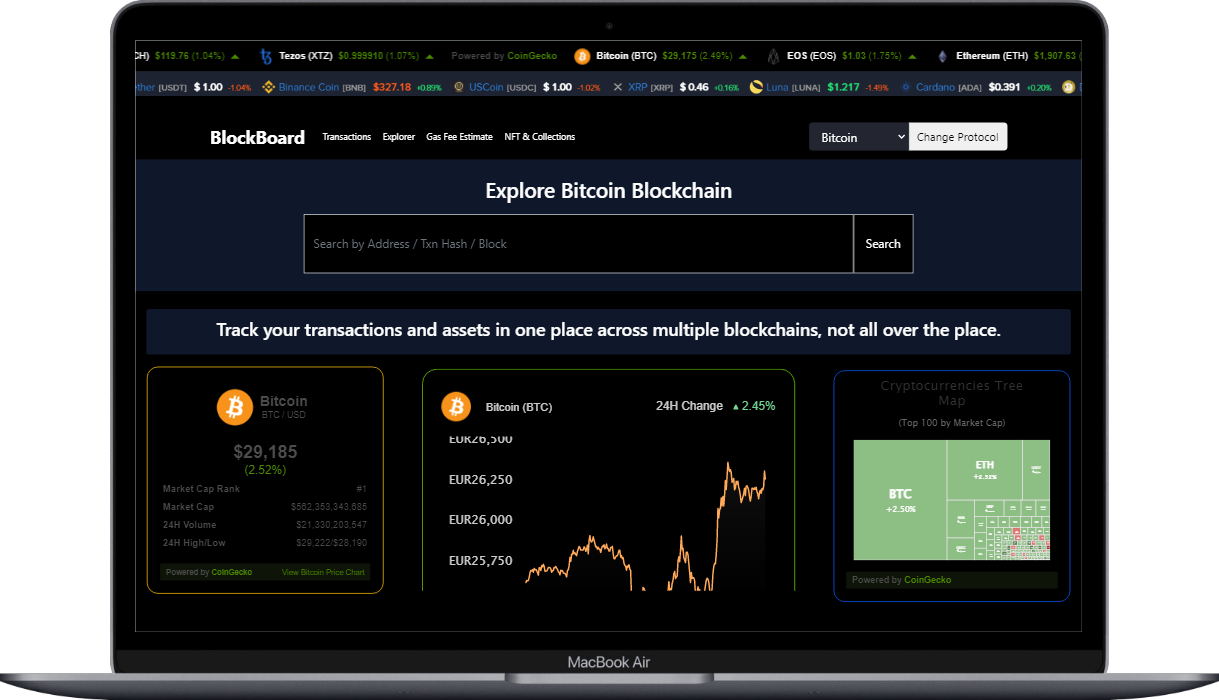 CH) $119.76 (1.04%) Tezos (XTZ) $0.999910 (1.07%) Powered by CoinGecko Bitcoin (BTC) $29,175 (2.49%) EOS (EOS) $1.03 (1.75%) Ethereum (ETH) $1,907.63
ther [USDT] $ 1.00 -1.04% Binance Coin [BNB] $327.18 +0.89% USCoin [USDC] $ 1.00 -1.02% XRP [XRP] $ 0.46 +0.16% Luna [LUNA] $1.217 -1.49% Cardano [ADA] $0.391 +0.20%
BlockBoard Transactions Explorer Gas Fee Estimate NFT & Collections Bitcoin Change Protocol
Explore Bitcoin Blockchain
Search by Address / Txn Hash / Block Search
Track your transactions and assets in one place across multiple blockchains, not all over the place.
Bitcoin
BTC / USD
$29,185
(2.52%)
Market Cap Rank #1
Market Cap $562,353,343,685
24H Volume $21,330,203,547
24H High/Low $29,222/$28,190
Powered by CoinGecko View Bitcoin Price Chart
Bitcoin (BTC) 24H Change 2.45%
EUR26,500
EUR26,250
EUR26,000
EUR25,750
Cryptocurrencies Tree
Map
(Top 100 by Market Cap)
BTC
+2.50%
ETH
Powered by CoinGecko
MacBook Air